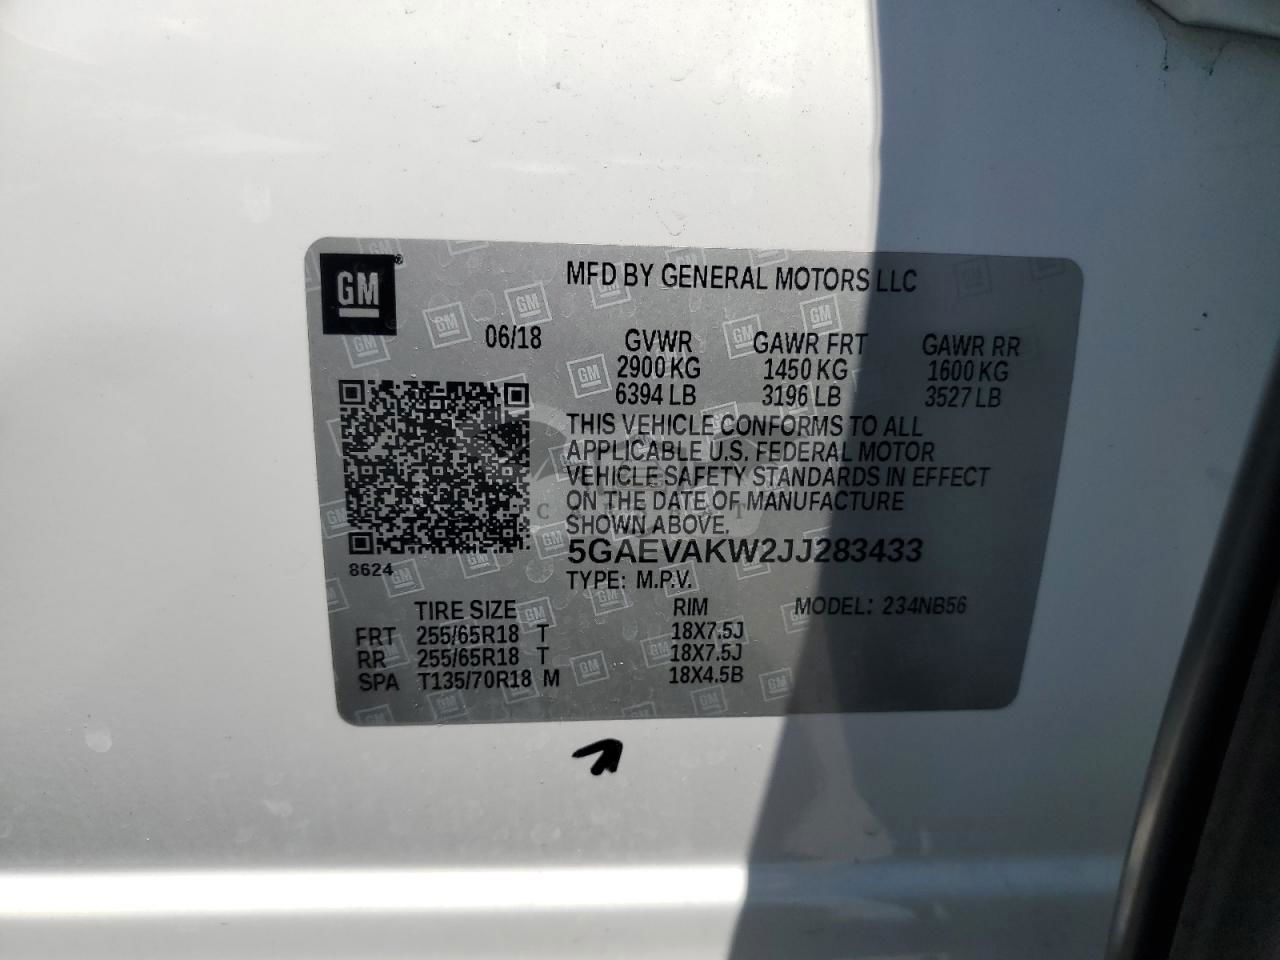 GM
MFD BY GENERAL MOTORS LLC
06/18
GVWR GAWR FRT GAWR RR
2900 KG 1450 KG 1600 KG
6394 LB 3196 LB 3527 LB
THIS VEHICLE CONFORMS TO ALL
APPLICABLE U.S. FEDERAL MOTOR
VEHICLE SAFETY STANDARDS IN EFFECT
ON THE DATE OF MANUFACTURE
SHOWN ABOVE.
5GAEVAKW2JJ283433
8624
TYPE: M.P.V.
TIRE SIZE RIM MODEL: 234NB56
FRT 255/65R18 T 18X7.5J
RR 255/65R18 T 18X7.5J
SPA T135/70R18 M 18X4.5B